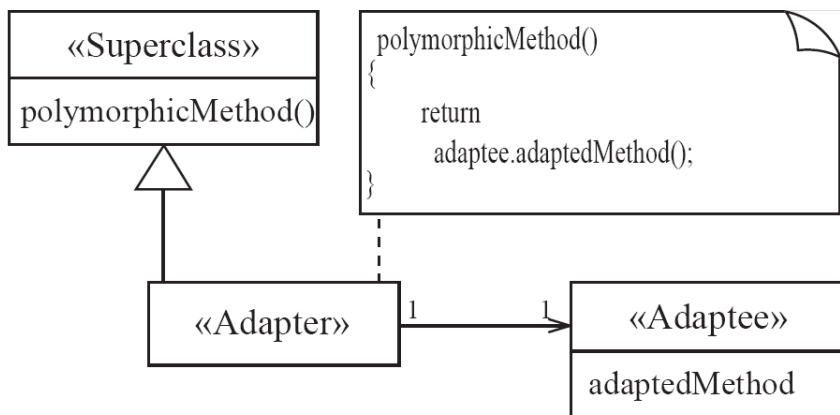 «Superclass»
polymorphicMethod()
polymorphicMethod()
{
return
adaptee.adaptedMethod();
}
«Adapter»
1
1
«Adaptee»
adaptedMethod